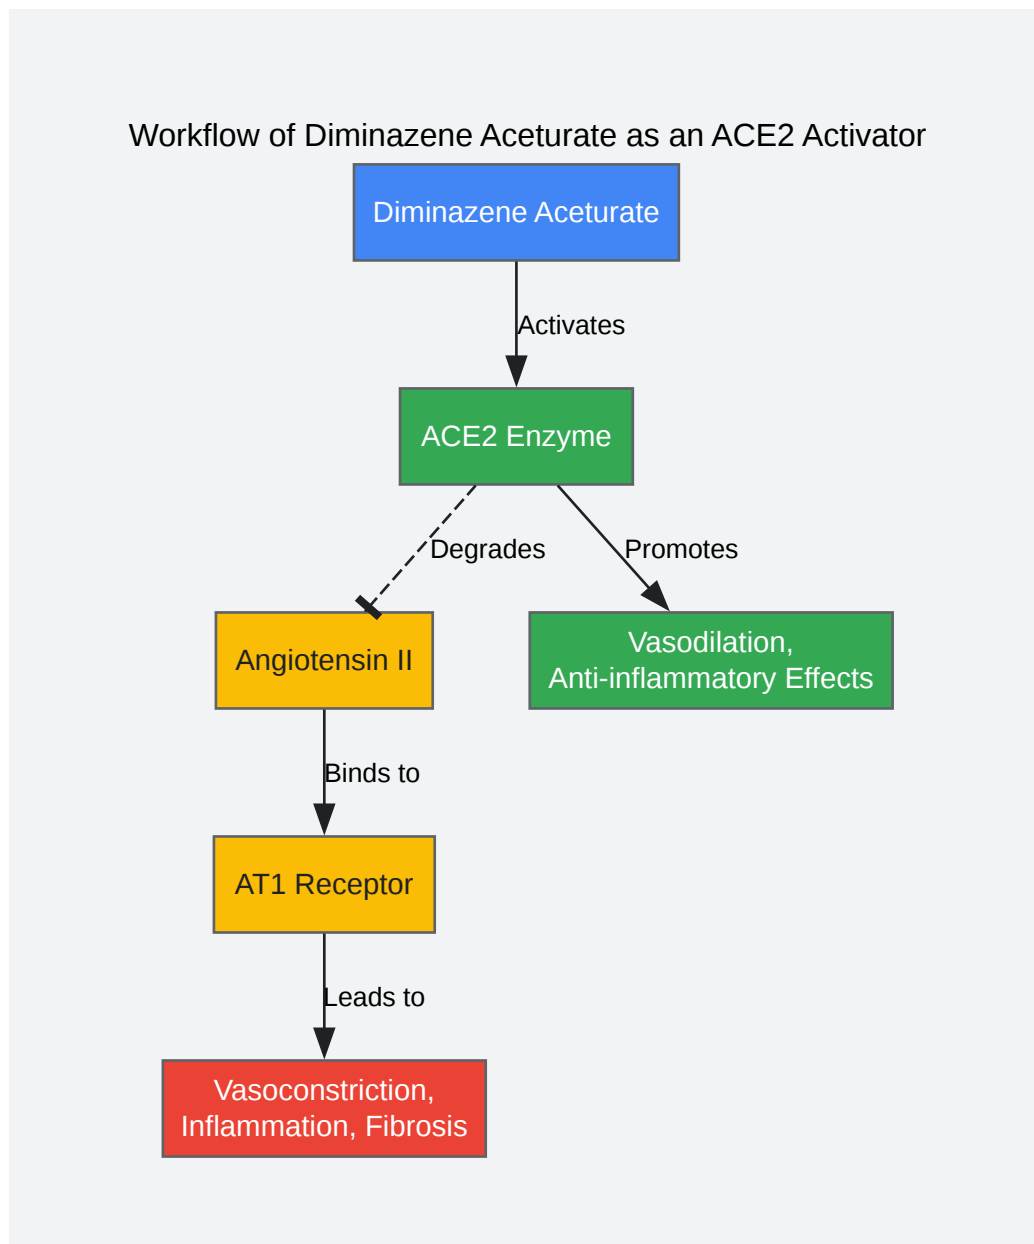 Workflow of Diminazene Aceturate as an ACE2 Activator
Diminazene Aceturate
Activates
ACE2 Enzyme
Degrades
Promotes
Angiotensin II
Vasodilation,
Anti-inflammatory Effects
Binds to
AT1 Receptor
Leads to
Vasoconstriction,
Inflammation, Fibrosis